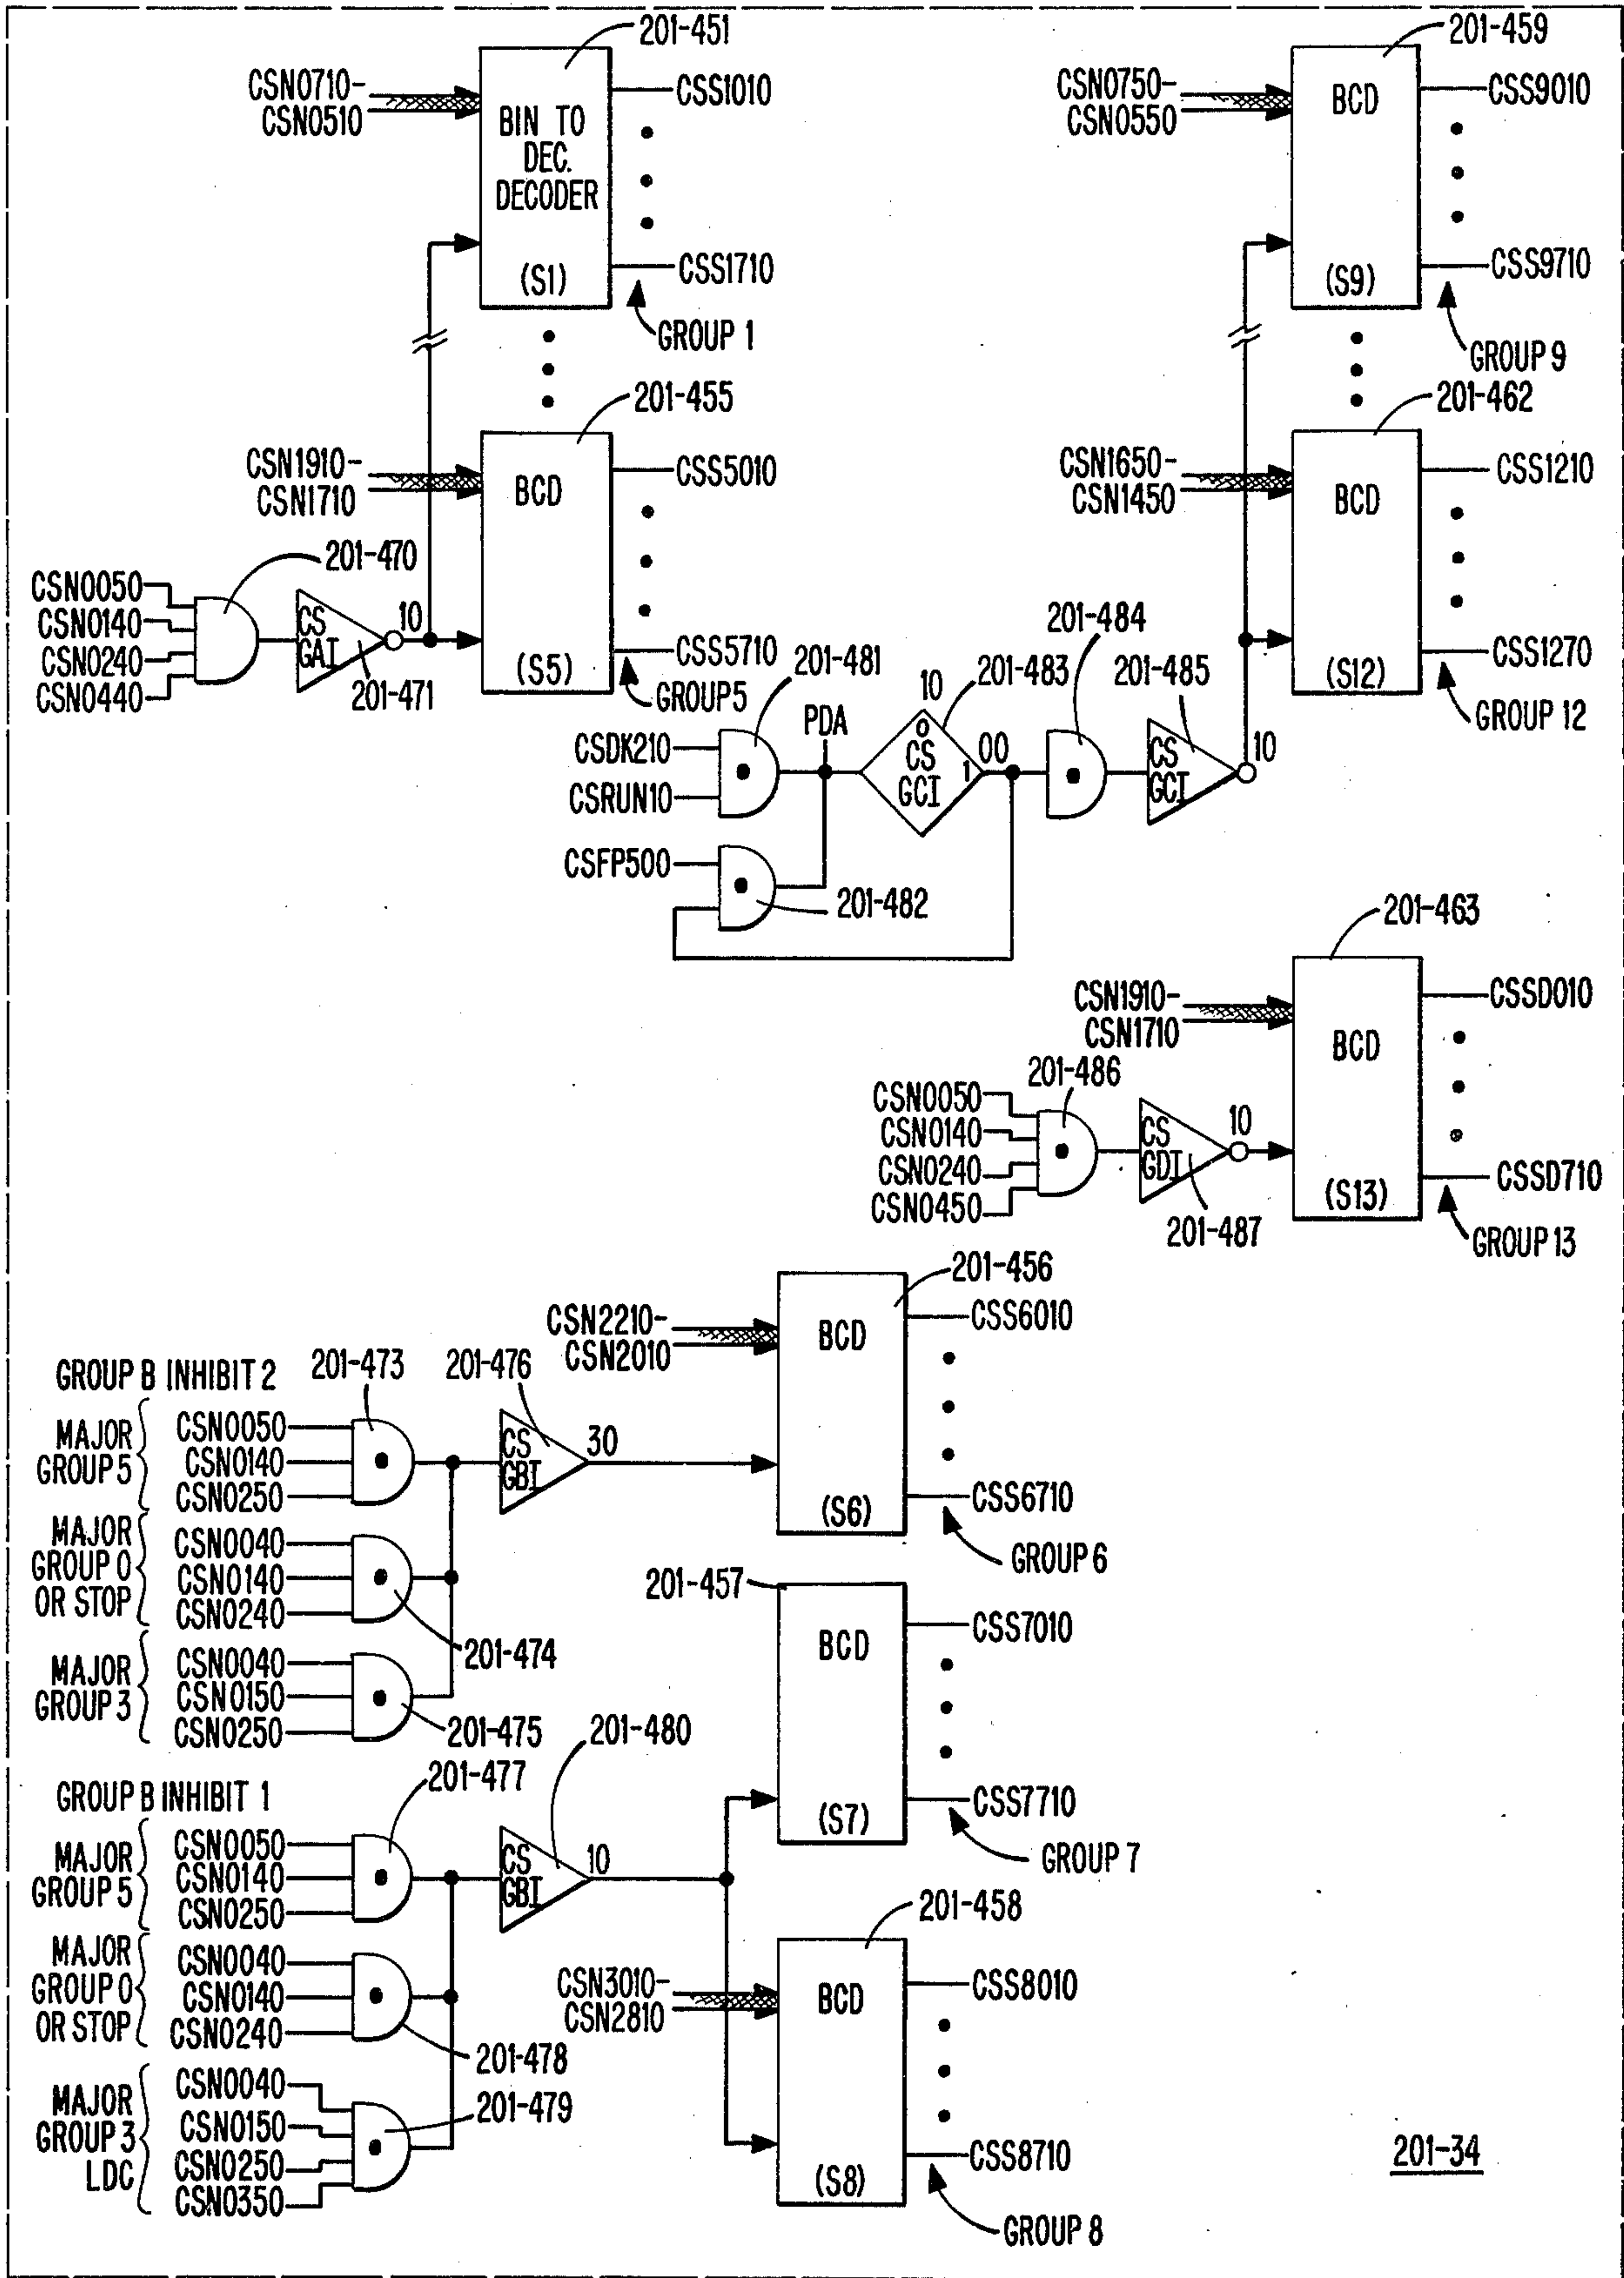 201-451
CSN0710-
CSN0510
BIN TO
DEC.
DECODER
(S1)
CSS1010
CSS1710
GROUP 1
201-455
CSN1910-
CSN1710
BCD
(S5)
CSS5010
CSS5710
GROUP5
201-470
CSN0050
CSN0140
CSN0240
CSN0440
CS
GAI
10
201-471
201-459
CSN0750-
CSN0550
BCD
(S9)
CSS9010
CSS9710
GROUP 9
201-462
CSN1650-
CSN1450
BCD
(S12)
CSS1210
CSS1270
GROUP 12
201-481
CSDK210
CSRUN10
PDA
CSFP500
201-482
10
201-483
0
CS
GCI
1
00
201-484
201-485
CS
GCI
10
201-463
CSN1910-
CSN1710
BCD
(S13)
CSSD010
CSSD710
GROUP 13
201-486
CSN0050
CSN0140
CSN0240
CSN0450
CS
GDI
10
201-487
201-456
CSN2210-
CSN2010
BCD
(S6)
CSS6010
CSS6710
GROUP 6
GROUP B INHIBIT 2
201-473
201-476
MAJOR
GROUP 5
CSN0050
CSN0140
CSN0250
CS
GBI
30
MAJOR
GROUP 0
OR STOP
CSN0040
CSN0140
CSN0240
201-474
MAJOR
GROUP 3
CSN0040
CSN0150
CSN0250
201-475
201-457
BCD
(S7)
CSS7010
CSS7710
GROUP 7
GROUP B INHIBIT 1
201-477
201-480
MAJOR
GROUP 5
CSN0050
CSN0140
CSN0250
CS
GBI
10
MAJOR
GROUP 0
OR STOP
CSN0040
CSN0140
CSN0240
201-478
MAJOR
GROUP 3
LDC
CSN0040
CSN0150
CSN0250
CSN0350
201-479
201-458
CSN3010-
CSN2810
BCD
(S8)
CSS8010
CSS8710
GROUP 8
201-34